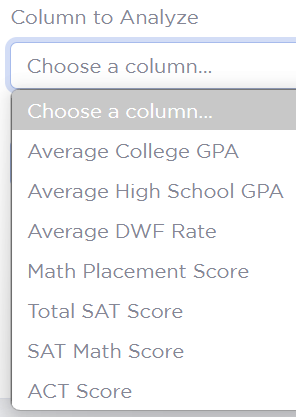 Column to Analyze
Choose a column...
Choose a column...
Average College GPA
Average High School GPA
Average DWF Rate
Math Placement Score
Total SAT Score
SAT Math Score
ACT Score